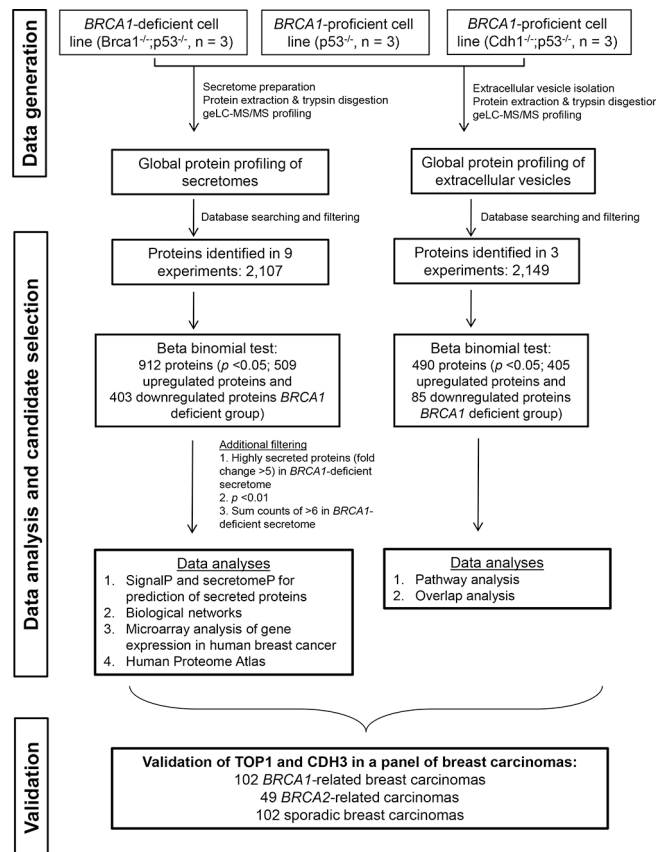 Data generation
BRCA1-deficient cell
line (Brca1-/-;p53-/-, n = 3)
BRCA1-proficient cell
line (p53-/-, n = 3)
BRCA1-proficient cell
line (Cdh1-/-;p53-/-, n = 3)
Secretome preparation
Protein extraction & trypsin disgestion
geLC-MS/MS profiling
Extracellular vesicle isolation
Protein extraction & trypsin disgestion
geLC-MS/MS profiling
Global protein profiling of
secretomes
Global protein profiling of
extracellular vesicles
Data analysis and candidate selection
Database searching and filtering
Database searching and filtering
Proteins identified in 9
experiments: 2,107
Proteins identified in 3
experiments: 2,149
Beta binomial test:
912 proteins (p <0.05; 509
upregulated proteins and
403 downregulated proteins BRCA1
deficient group)
Beta binomial test:
490 proteins (p <0.05; 405
upregulated proteins and
85 downregulated proteins
BRCA1 deficient group)
Additional filtering
1. Highly secreted proteins (fold
change >5) in BRCA1-deficient
secretome
2. p <0.01
3. Sum counts of >6 in BRCA1-
deficient secretome
Data analyses
1. SignalP and secretomeP for
prediction of secreted proteins
2. Biological networks
3. Microarray analysis of gene
expression in human breast cancer
4. Human Proteome Atlas
Data analyses
1. Pathway analysis
2. Overlap analysis
Validation
Validation of TOP1 and CDH3 in a panel of breast carcinomas:
102 BRCA1-related breast carcinomas
49 BRCA2-related carcinomas
102 sporadic breast carcinomas